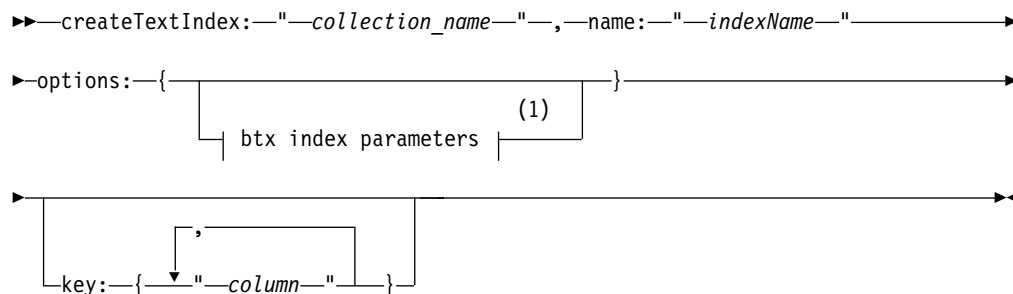 createTextIndex: " collection_name " , name: " indexName "
options: { }
(1)
btx index parameters
,
key: { " column " }